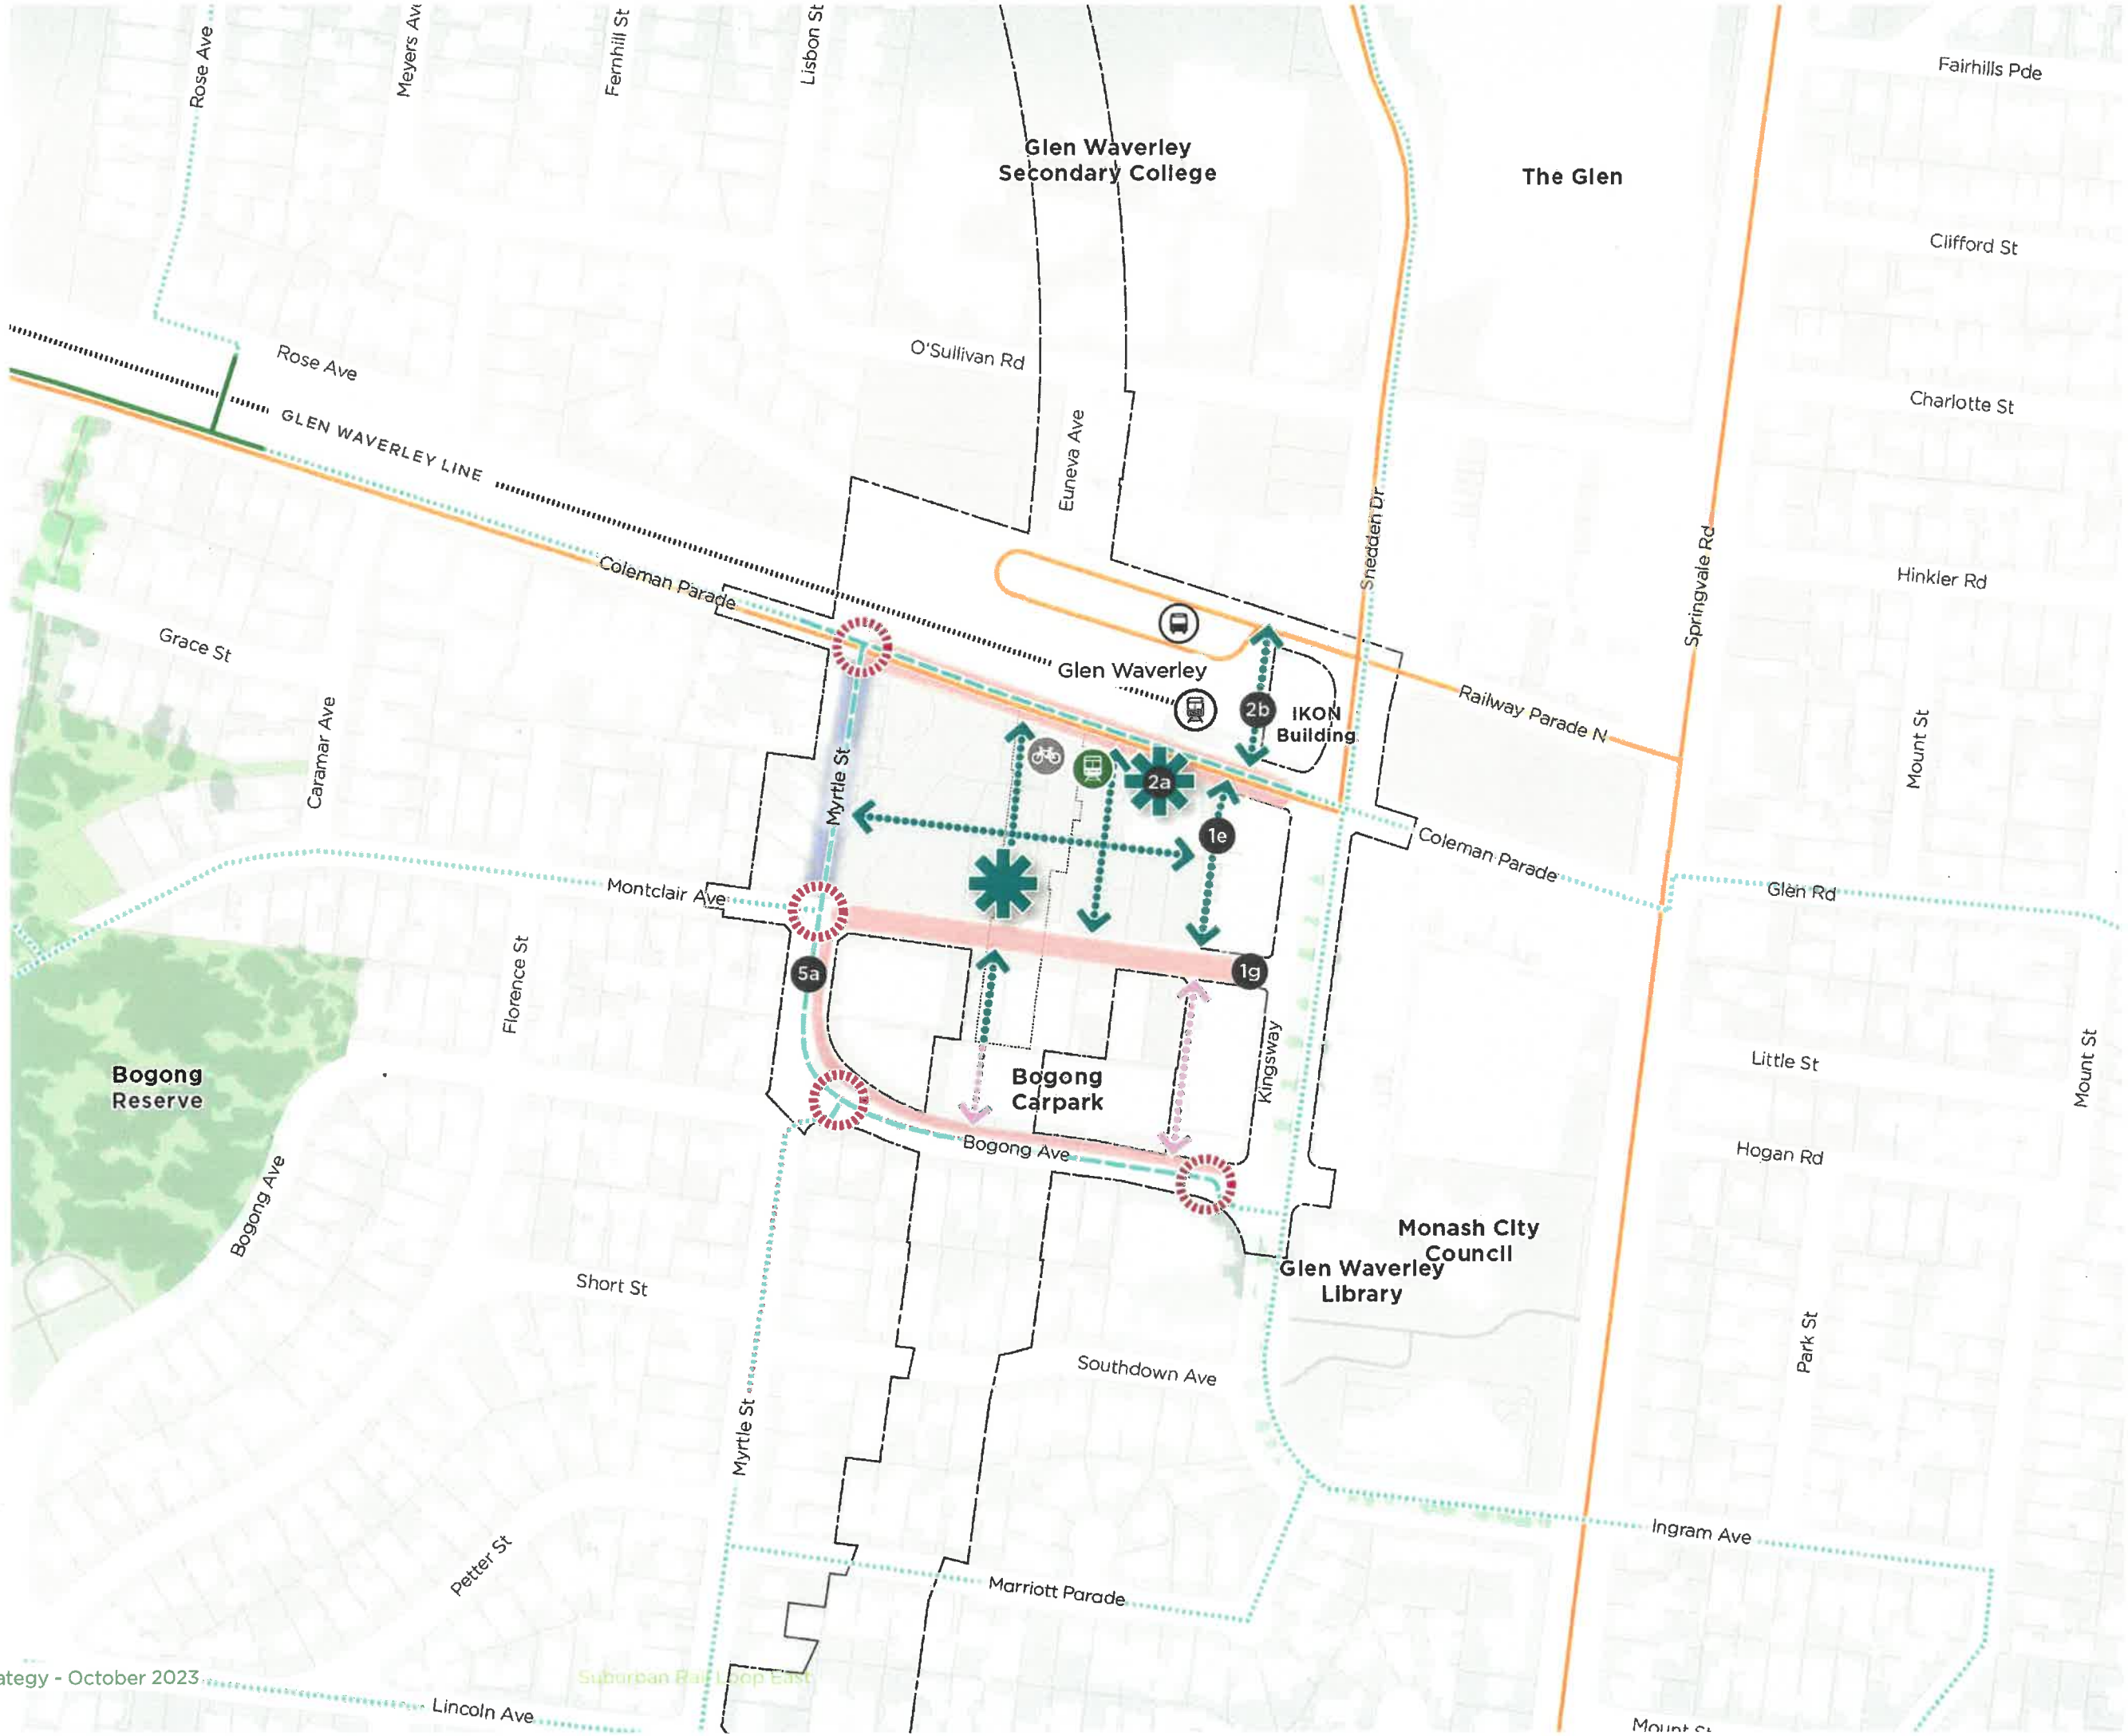 Rose Ave
Meyers Ave
Fernhill St
Lisbon St
Fairhills Pde
Glen Waverley
Secondary College
The Glen
Clifford St
O'Sullivan Rd
Rose Ave
Charlotte St
GLEN WAVERLEY LINE
Euneva Ave
Snedden Dr
Springvale Rd
Coleman Parade
Hinkler Rd
Grace St
Glen Waverley
2b
IKON
Building
Railway Parade N
Mount St
Caramar Ave
Myrtle St
2a
1e
Coleman Parade
Montclair Ave
Glen Rd
Florence St
5a
1g
Kingsway
Little St
Mount St
Bogong
Reserve
Bogong
Carpark
Bogong Ave
Hogan Rd
Bogong Ave
Monash City
Council
Glen Waverley
Library
Short St
Park St
Southdown Ave
Myrtle St
Ingram Ave
Petter St
Marriott Parade
ategy - October 2023
Suburban Rail Loop East
Lincoln Ave
Mount St